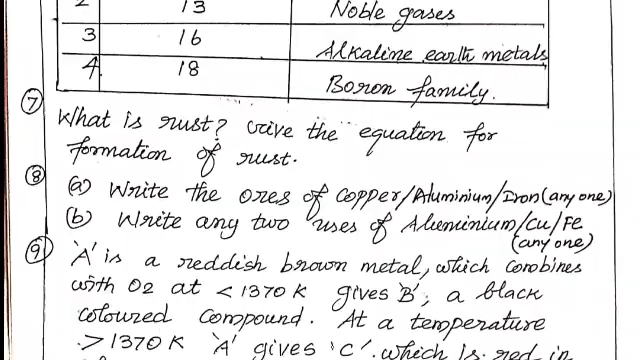 2 13 Noble gases
3 16 Alkaline earth metals
4 18 Boron family.
7 What is rust? Give the equation for
formation of rust.
8 (a) Write the ores of Copper/Aluminium/Iron (any one)
(b) Write any two uses of Aluminium/Cu/Fe
(any one)
9 'A' is a reddish brown metal, which combines
with O2 at < 1370 K gives 'B', a black
coloured compound. At a temperature
> 1370 K 'A' gives 'C' which is red in